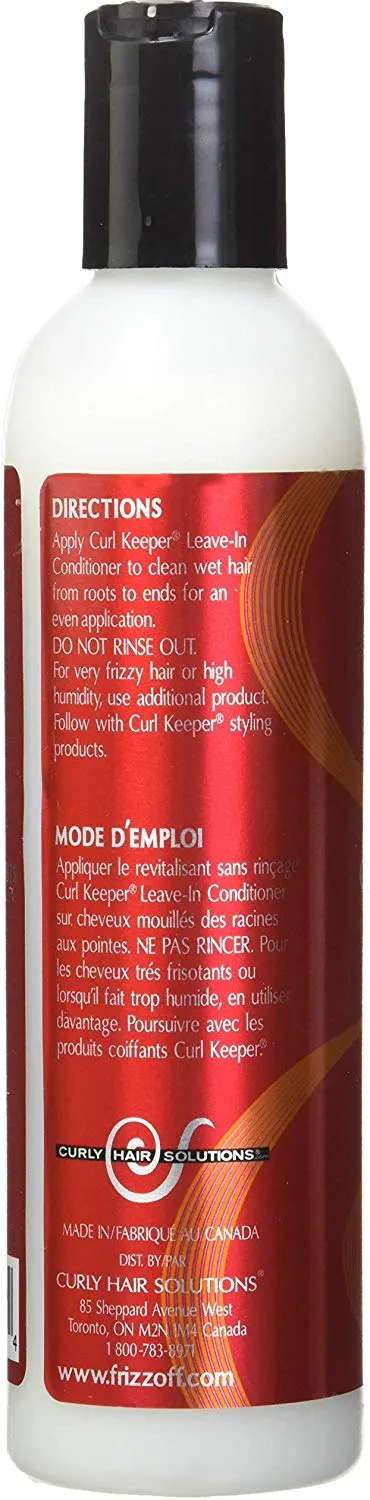 DIRECTIONS
Apply Curl Keeper® Leave-In
Conditioner to clean wet hair
from roots to ends for an
even application.
DO NOT RINSE OUT.
For very frizzy hair or high
humidity, use additional product.
Follow with Curl Keeper® styling
products.
MODE D'EMPLOI
Appliquer le revitalisant sans rinçage
Curl Keeper® Leave-In Conditioner
sur cheveux mouillés des racines
aux pointes. NE PAS RINCER. Pour
les cheveux trés frisotants ou
lorsqu'il fait trop humide, en utiliser
davantage. Poursuivre avec les
produits coiffants Curl Keeper.®
CURLY HAIR SOLUTIONS®.com
MADE IN/FABRIQUÉ AU CANADA
DIST. BY/PAR
CURLY HAIR SOLUTIONS®
85 Sheppard Avenue West
Toronto, ON M2N 1M4 Canada
1 800-783-8971
www.frizzoff.com
4